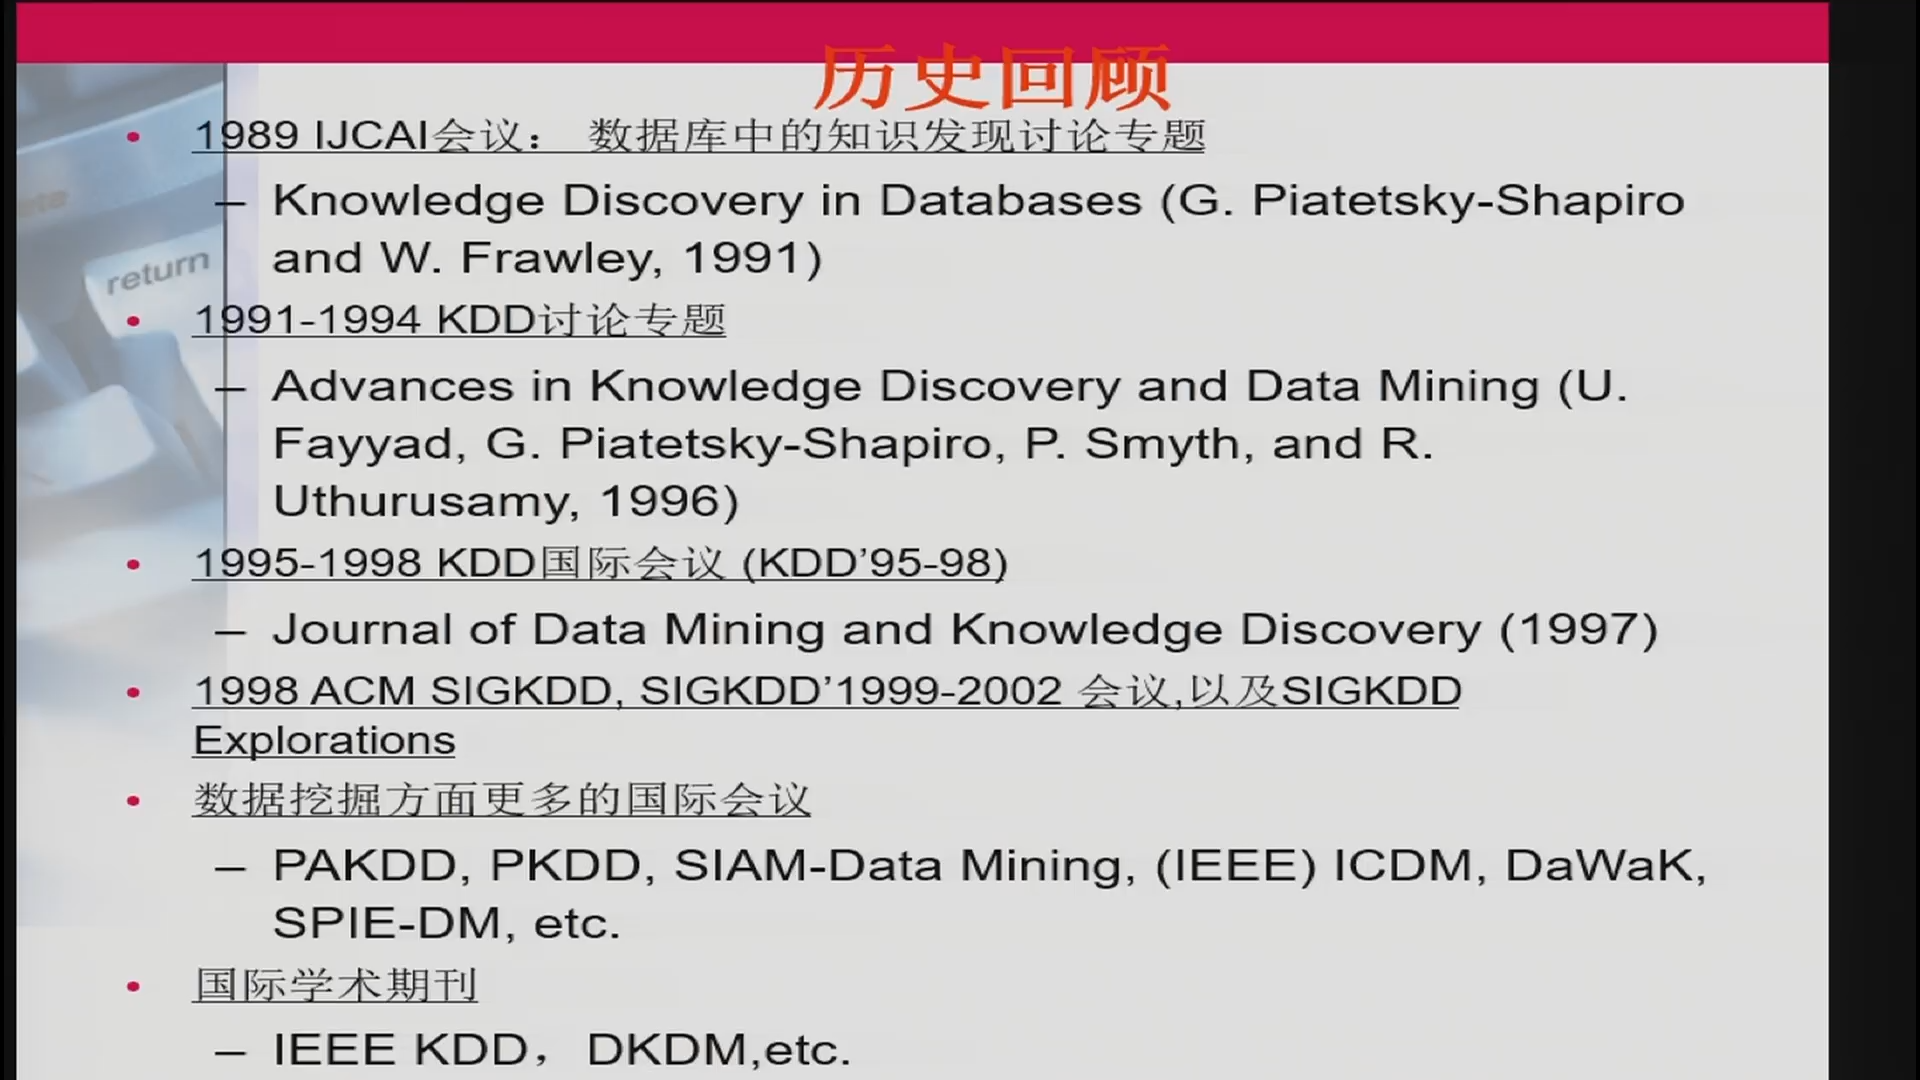 历史回顾
1989 IJCAI会议： 数据库中的知识发现讨论专题
– Knowledge Discovery in Databases (G. Piatetsky-Shapiro
and W. Frawley, 1991)
1991-1994 KDD讨论专题
– Advances in Knowledge Discovery and Data Mining (U.
Fayyad, G. Piatetsky-Shapiro, P. Smyth, and R.
Uthurusamy, 1996)
1995-1998 KDD国际会议 (KDD’95-98)
– Journal of Data Mining and Knowledge Discovery (1997)
1998 ACM SIGKDD, SIGKDD’1999-2002 会议,以及SIGKDD
Explorations
数据挖掘方面更多的国际会议
– PAKDD, PKDD, SIAM-Data Mining, (IEEE) ICDM, DaWaK,
SPIE-DM, etc.
国际学术期刊
– IEEE KDD， DKDM,etc.
return